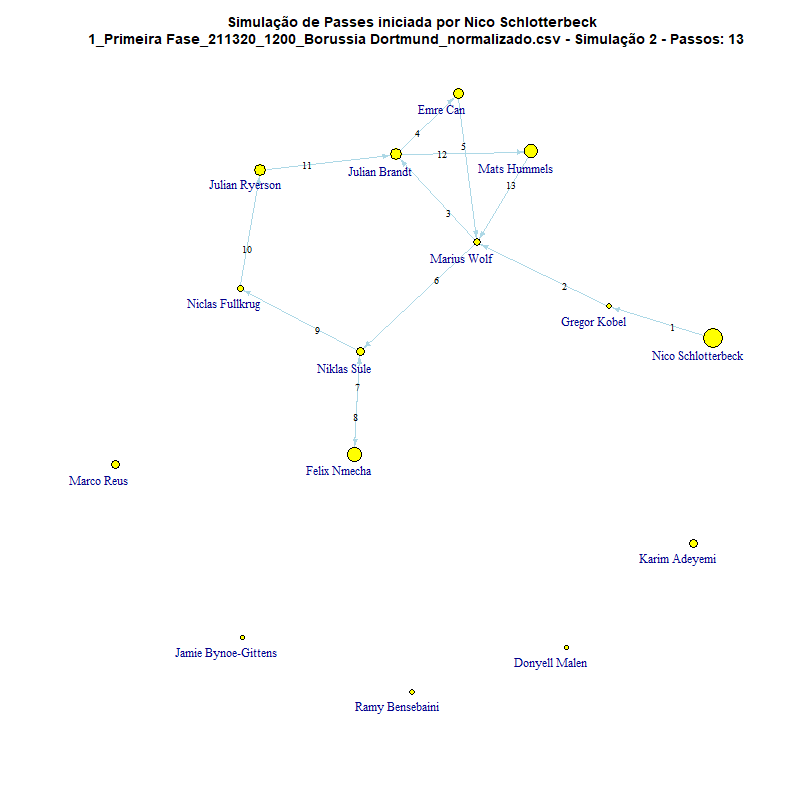 Simulação de Passes iniciada por Nico Schlotterbeck
1_Primeira Fase_211320_1200_Borussia Dortmund_normalizado.csv - Simulação 2 - Passos: 13
Emre Can
4
5
12
11
Julian Brandt
Mats Hummels
Julian Ryerson
13
3
10
Marius Wolf
6
2
Niclas Fullkrug
Gregor Kobel
1
9
Nico Schlotterbeck
Niklas Sule
7
8
Felix Nmecha
Marco Reus
Karim Adeyemi
Jamie Bynoe-Gittens
Donyell Malen
Ramy Bensebaini